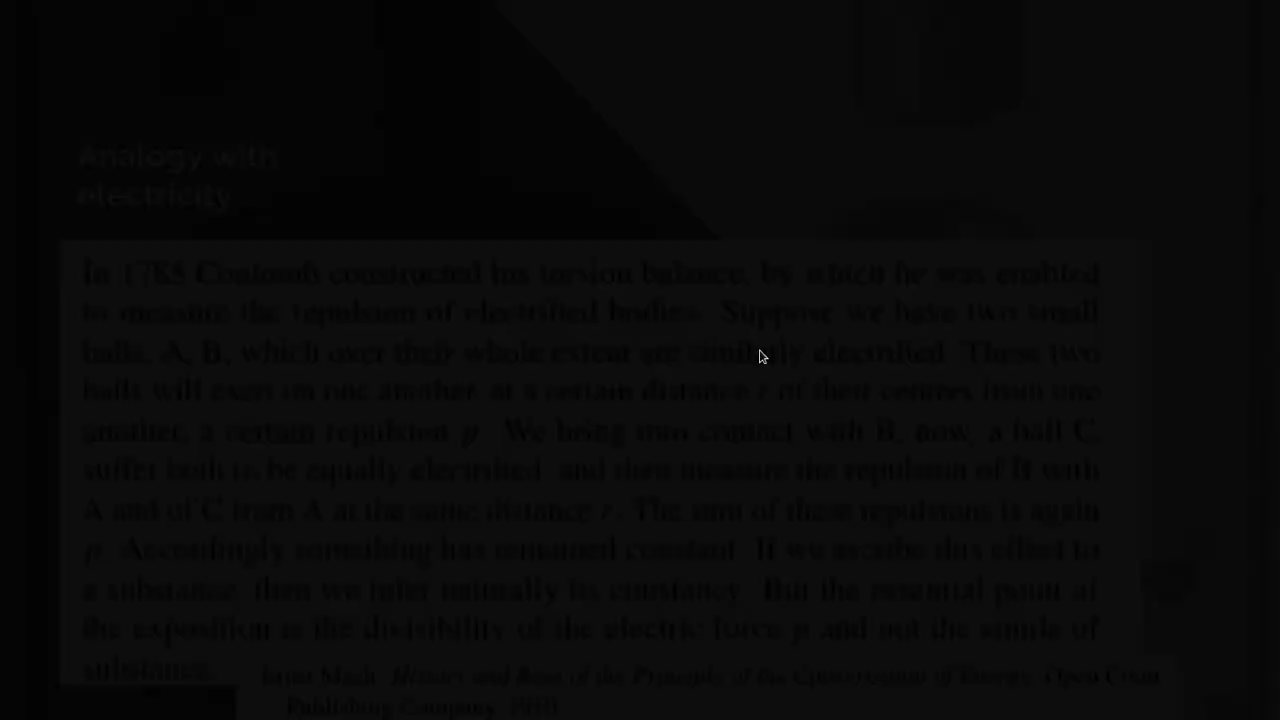 Analogy with
electricity
In 1785 Coulomb constructed his torsion balance, by which he was enabled
to measure the repulsion of electrified bodies. Suppose we have two small
balls, A, B, which over their whole extent are similarly electrified. These two
balls will exert on one another, at a certain distance r of their centres from one
another, a certain repulsion p. We bring into contact with B, now, a ball C,
suffer both to be equally electrified, and then measure the repulsion of B with
A and of C from A at the same distance r. The sum of these repulsions is again
p. Accordingly something has remained constant. If we ascribe this effect to
a substance, then we infer naturally its constancy. But the essential point of
the exposition is the divisibility of the electric force p and not the simile of
substance.
Ernst Mach. History and Root of the Principle of the Conservation of Energy. Open Court
Publishing Company,